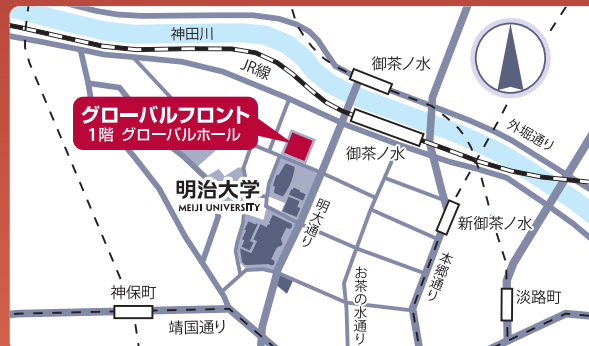 神田川
JR線
御茶ノ水
外堀通り
グローバルフロント
1階 グローバルホール
御茶ノ水
明治大学
MEIJI UNIVERSITY
明大通り
新御茶ノ水
本郷通り
お茶の水通り
神保町
靖国通り
淡路町